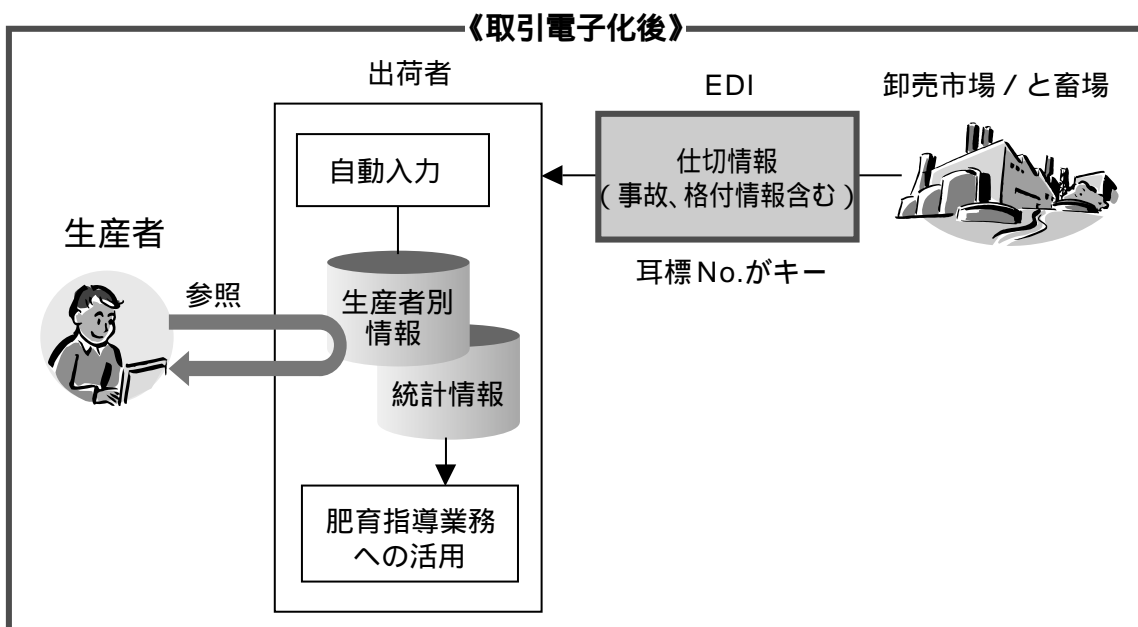 《取引電子化後》
出荷者
EDI
卸売市場 / と畜場
自動入力
仕切情報
(事故、格付情報含む)
耳標No.がキー
生産者
参照
生産者別
情報
統計情報
肥育指導業務
への活用